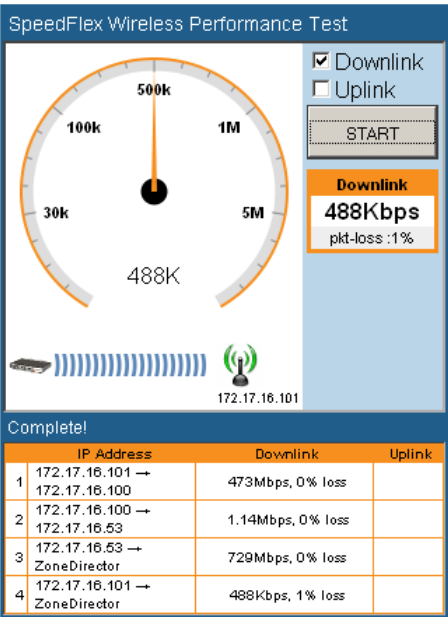 SpeedFlex Wireless Performance Test
Downlink
Uplink
START
Downlink
488Kbps
pkt-loss :1%
500k
100k
1M
30k
5M
488K
172.17.16.101
Complete!
IP Address Downlink Uplink
1 172.17.16.101 → 473Mbps, 0% loss
172.17.16.100
2 172.17.16.100 → 1.14Mbps, 0% loss
172.17.16.53
3 172.17.16.53 → 729Mbps, 0% loss
ZoneDirector
4 172.17.16.101 → 488Kbps, 1% loss
ZoneDirector